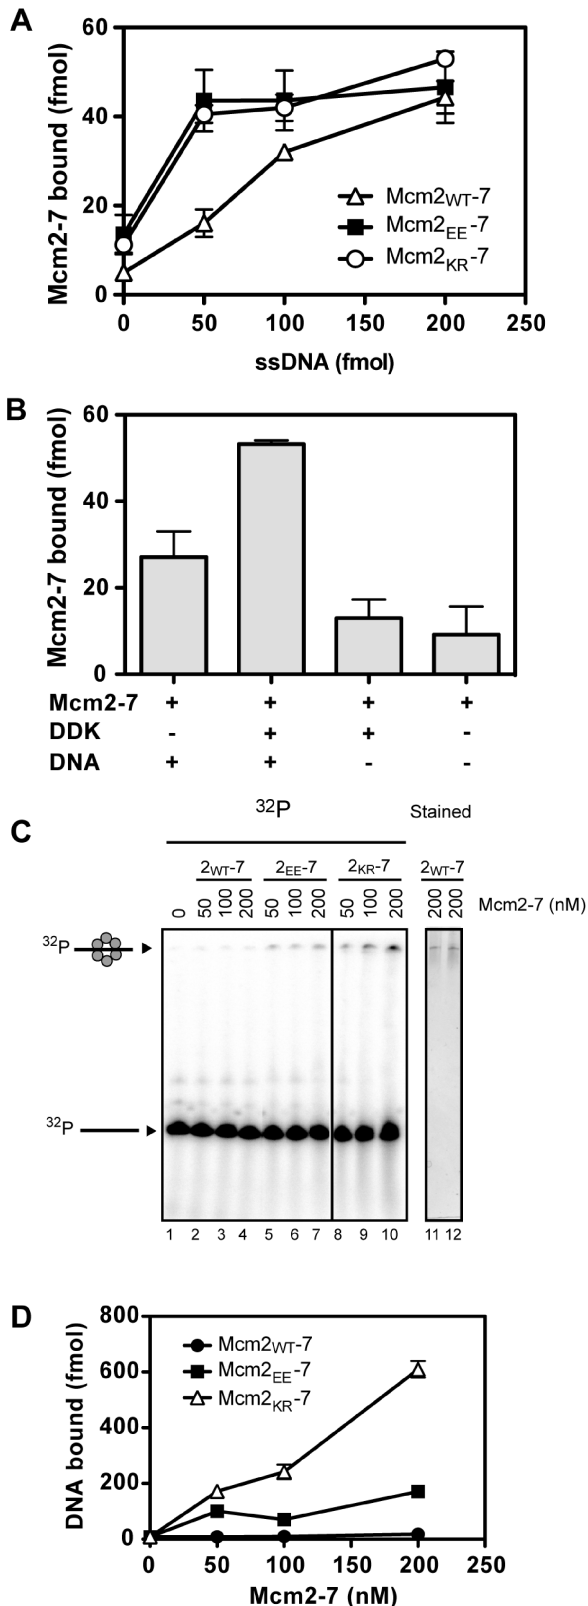 A
Mcm2-7 bound (fmol)
60
40
20
0
Mcm2WT-7
Mcm2EE-7
Mcm2KR-7
0 50 100 150 200 250
ssDNA (fmol)
B
Mcm2-7 bound (fmol)
60
40
20
0
Mcm2-7 + + + +
DDK - + + -
DNA + + - -
C
32P Stained
2WT-7 2EE-7 2KR-7 2WT-7
0 50 100 200 50 100 200 50 100 200 200 200 Mcm2-7 (nM)
32P
32P
1 2 3 4 5 6 7 8 9 10 11 12
D
DNA bound (fmol)
800
600
400
200
0
Mcm2WT-7
Mcm2EE-7
Mcm2KR-7
0 50 100 150 200 250
Mcm2-7 (nM)